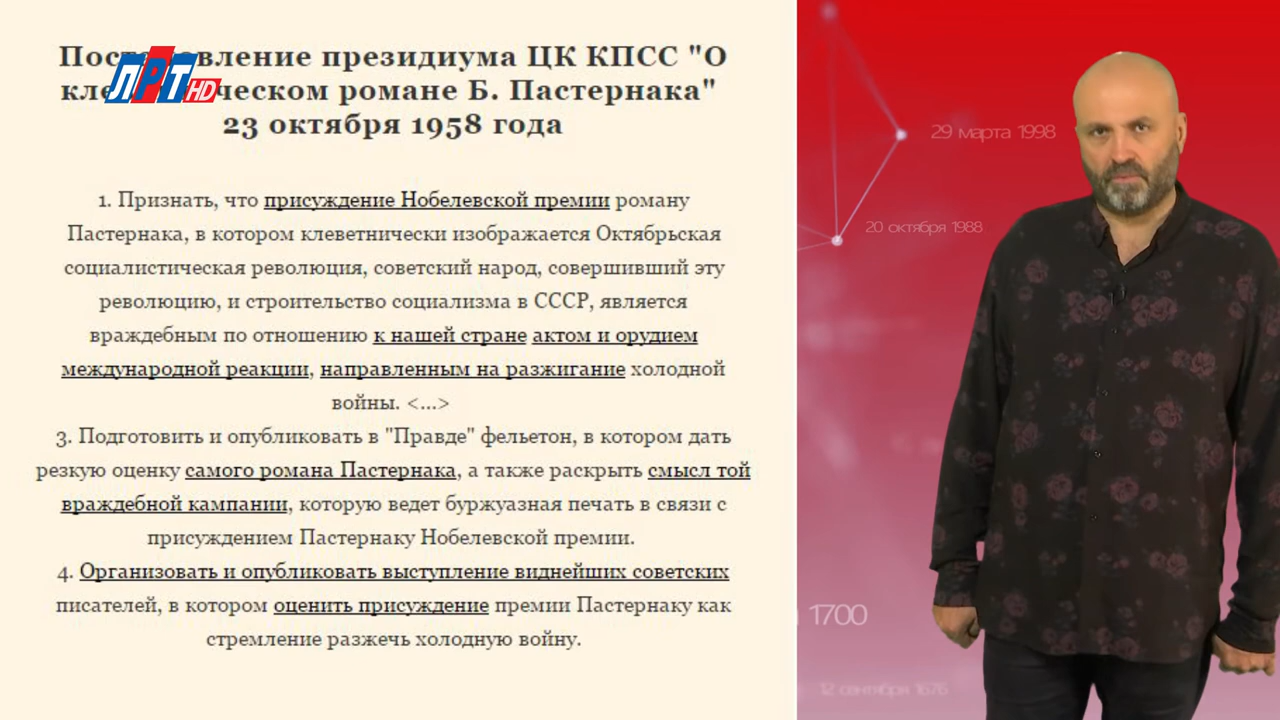 Постановление президиума ЦК КПСС "О
клеветническом романе Б. Пастернака"
23 октября 1958 года
ЛРТ HD
1. Признать, что присуждение Нобелевской премии роману
Пастернака, в котором клеветнически изображается Октябрьская
социалистическая революция, советский народ, совершивший эту
революцию, и строительство социализма в СССР, является
враждебным по отношению к нашей стране актом и орудием
международной реакции, направленным на разжигание холодной
войны. <...>
3. Подготовить и опубликовать в "Правде" фельетон, в котором дать
резкую оценку самого романа Пастернака, а также раскрыть смысл той
враждебной кампании, которую ведет буржуазная печать в связи с
присуждением Пастернаку Нобелевской премии.
4. Организовать и опубликовать выступление виднейших советских
писателей, в котором оценить присуждение премии Пастернаку как
стремление разжечь холодную войну.
29 марта 1998
20 октября 1988
1700
12 сентября 1676